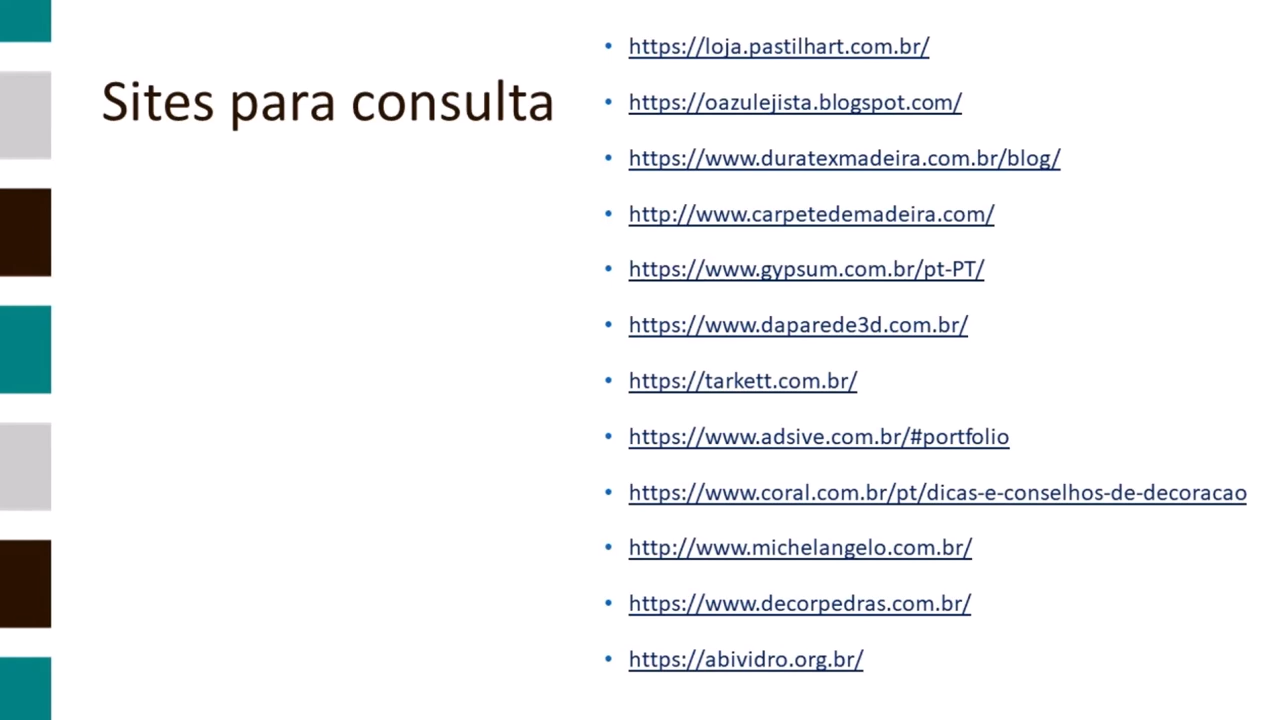 Sites para consulta
• https://loja.pastilhart.com.br/
• https://oazulejista.blogspot.com/
• https://www.duratexmadeira.com.br/blog/
• http://www.carpetedemadeira.com/
• https://www.gypsum.com.br/pt-PT/
• https://www.daparede3d.com.br/
• https://tarkett.com.br/
• https://www.adsive.com.br/#portfolio
• https://www.coral.com.br/pt/dicas-e-conselhos-de-decoracao
• http://www.michelangelo.com.br/
• https://www.decorpedras.com.br/
• https://abividro.org.br/